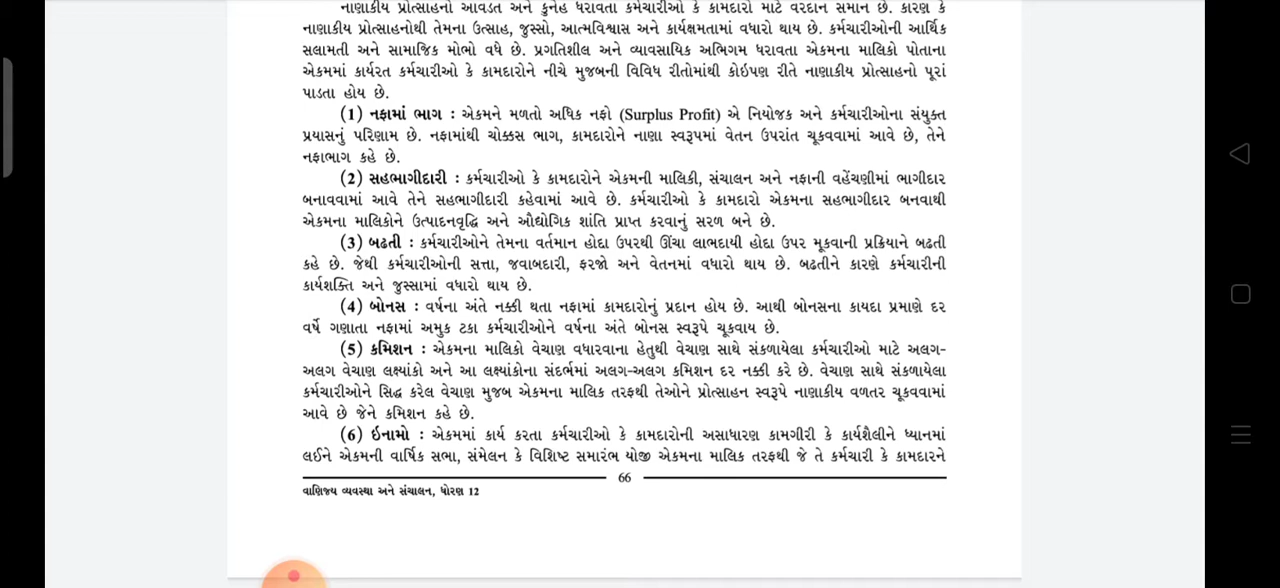 નાણાકીય પ્રોત્સાહનો આવડત અને કુનેહ ધરાવતા કર્મચારીઓ કે કામદારો માટે વરદાન સમાન છે. કારણ કે
નાણાકીય પ્રોત્સાહનોથી તેમના ઉત્સાહ, જુસ્સો, આત્મવિશ્વાસ અને કાર્યક્ષમતામાં વધારો થાય છે. કર્મચારીઓની આર્થિક
સલામતી અને સામાજિક મોભો વધે છે. પ્રગતિશીલ અને વ્યાવસાયિક અભિગમ ધરાવતા એકમના માલિકો પોતાના
એકમમાં કાર્યરત કર્મચારીઓ કે કામદારોને નીચે મુજબની વિવિધ રીતોમાંથી કોઇપણ રીતે નાણાકીય પ્રોત્સાહનો પૂરાં
પાડતા હોય છે.
(1) નફામાં ભાગ : એકમને મળતો અધિક નફો (Surplus Profit) એ નિયોજક અને કર્મચારીઓના સંયુક્ત
પ્રયાસનું પરિણામ છે. નફામાંથી ચોક્કસ ભાગ, કામદારોને નાણા સ્વરૂપમાં વેતન ઉપરાંત ચૂકવવામાં આવે છે, તેને
નફાભાગ કહે છે.
(2) સહભાગીદારી : કર્મચારીઓ કે કામદારોને એકમની માલિકી, સંચાલન અને નફાની વહેંચણીમાં ભાગીદાર
બનાવવામાં આવે તેને સહભાગીદારી કહેવામાં આવે છે. કર્મચારીઓ કે કામદારો એકમના સહભાગીદાર બનવાથી
એકમના માલિકોને ઉત્પાદનવૃદ્ધિ અને ઔદ્યોગિક શાંતિ પ્રાપ્ત કરવાનું સરળ બને છે.
(3) બઢતી : કર્મચારીઓને તેમના વર્તમાન હોદા ઉપરથી ઊંચા લાભદાયી હોદા ઉપર મૂકવાની પ્રક્રિયાને બઢતી
કહે છે. જેથી કર્મચારીઓની સત્તા, જવાબદારી, ફરજો અને વેતનમાં વધારો થાય છે. બઢતીને કારણે કર્મચારીની
કાર્યશક્તિ અને જુસ્સામાં વધારો થાય છે.
(4) બોનસ : વર્ષના અંતે નક્કી થતા નફામાં કામદારોનું પ્રદાન હોય છે. આથી બોનસના કાયદા પ્રમાણે દર
વર્ષે ગણાતા નફામાં અમુક ટકા કર્મચારીઓને વર્ષના અંતે બોનસ સ્વરૂપે ચૂકવાય છે.
(5) કમિશન : એકમના માલિકો વેચાણ વધારવાના હેતુથી વેચાણ સાથે સંકળાયેલા કર્મચારીઓ માટે અલગ-
અલગ વેચાણ લક્ષ્યાંકો અને આ લક્ષ્યાંકોના સંદર્ભમાં અલગ-અલગ કમિશન દર નક્કી કરે છે. વેચાણ સાથે સંકળાયેલા
કર્મચારીઓને સિદ્ધ કરેલ વેચાણ મુજબ એકમના માલિક તરફથી તેઓને પ્રોત્સાહન સ્વરૂપે નાણાકીય વળતર ચૂકવવામાં
આવે છે જેને કમિશન કહે છે.
(6) ઇનામો : એકમમાં કાર્ય કરતા કર્મચારીઓ કે કામદારોની અસાધારણ કામગીરી કે કાર્યશૈલીને ધ્યાનમાં
લઈને એકમની વાર્ષિક સભા, સંમેલન કે વિશિષ્ટ સમારંભ યોજી એકમના માલિક તરફથી જે તે કર્મચારી કે કામદારને
66
વાણિજ્ય વ્યવસ્થા અને સંચાલન, ધોરણ 12